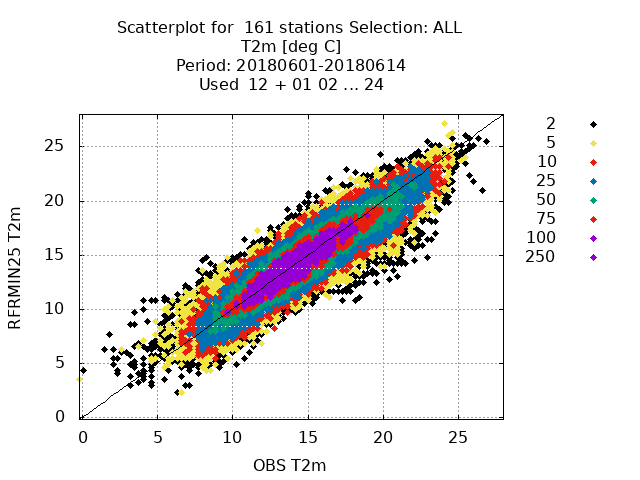 Scatterplot for  161 stations Selection: ALL
T2m [deg C]
Period: 20180601-20180614
Used  12 + 01 02 ... 24
2
5
10
25
50
75
100
250
RFRMIN25 T2m
25
20
15
10
5
0
0 5 10 15 20 25
OBS T2m